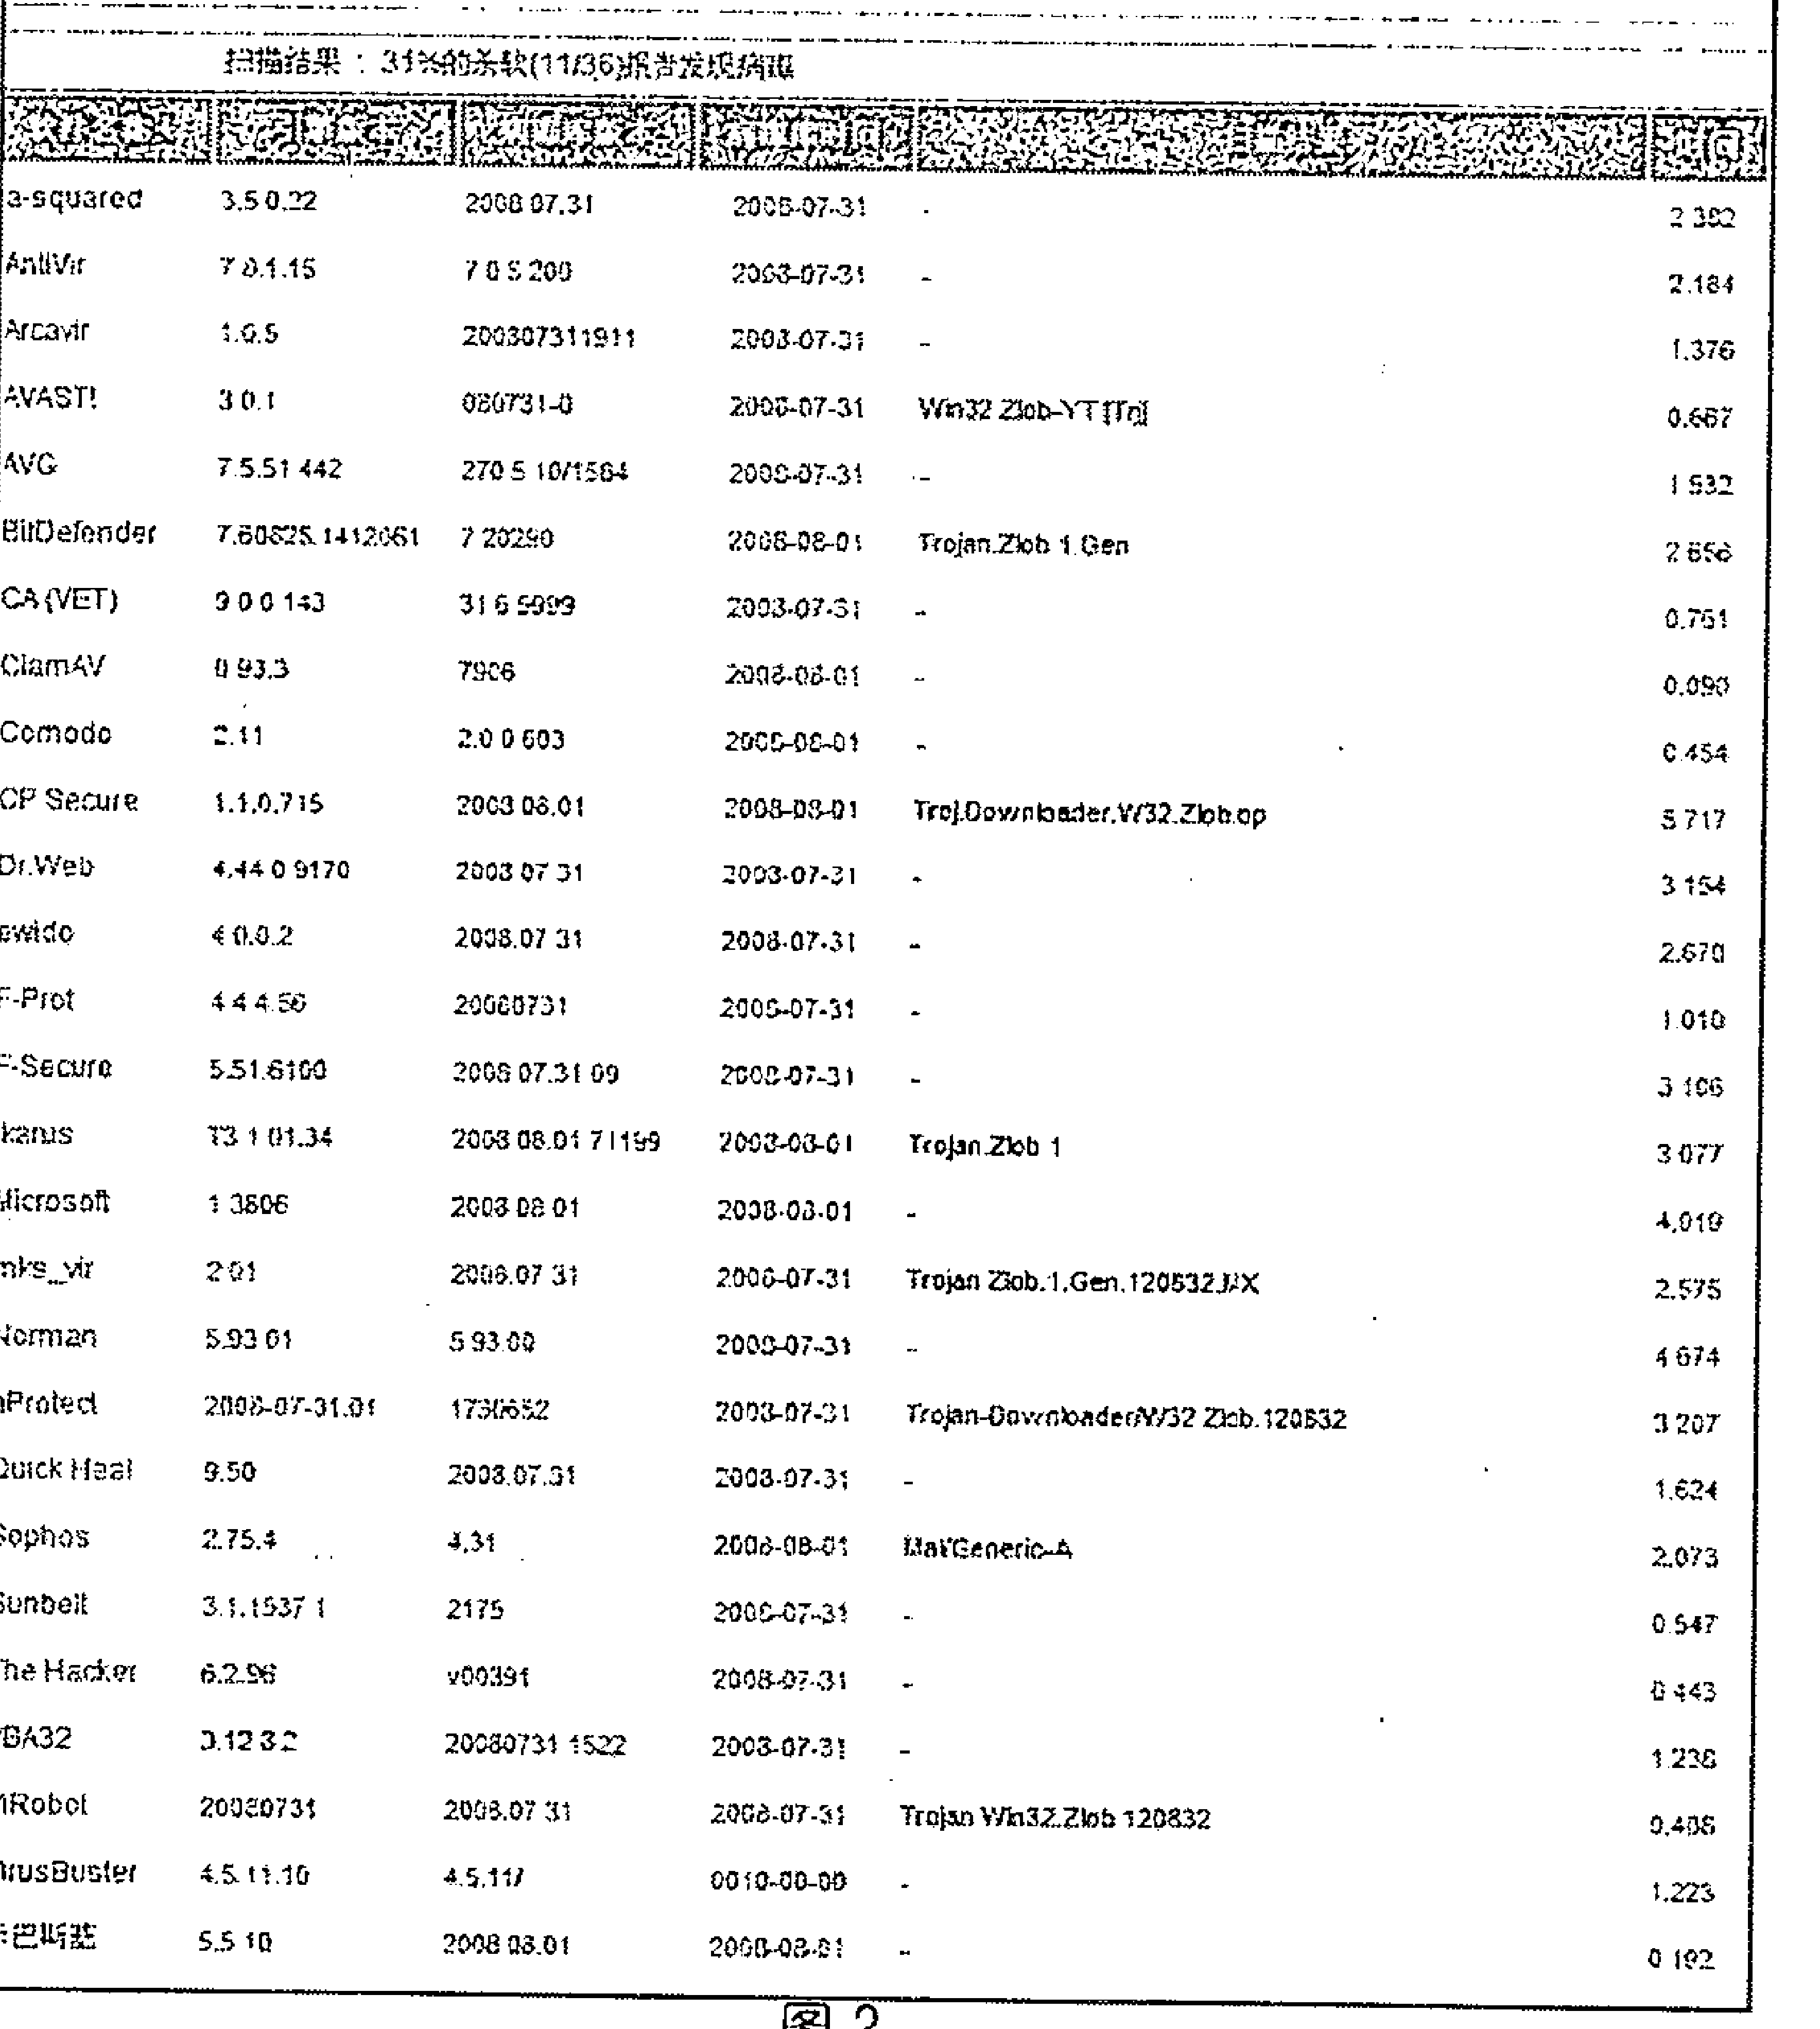 扫描结果 : 31%的杀软(11/36)报告发现病毒
a-squared 3.5.0.22 2008.07.31 2008-07-31 - 2.382
AntiVir 7.8.1.15 7.0.5.200 2008-07-31 - 2.184
Arcavir 1.0.5 200807311911 2008-07-31 - 1.376
AVAST! 3.0.1 080731-0 2008-07-31 Win32.Zlob-YT [Trj] 0.687
AVG 7.5.51.442 270.5.10/1584 2008-07-31 - 1.532
BitDefender 7.60825.1412061 7.20290 2008-08-01 Trojan.Zlob.1.Gen 2.656
CA (VET) 9.0.0.143 31.6.5999 2008-07-31 - 0.761
ClamAV 0.93.3 7906 2008-08-01 - 0.090
Comodo 2.11 2.0.0.603 2008-08-01 - 0.454
CP Secure 1.1.0.715 2008.08.01 2008-08-01 Troj.Downloader.W32.Zlob.op 5.717
Dr.Web 4.44.0.9170 2008.07.31 2008-07-31 - 3.154
ewido 4.0.0.2 2008.07.31 2008-07-31 - 2.670
F-Prot 4.4.4.56 20080731 2008-07-31 - 1.010
F-Secure 5.51.6100 2008.07.31.09 2008-07-31 - 3.106
Ikarus T3.1.01.34 2008.08.01.71199 2008-08-01 Trojan.Zlob.1 3.077
Microsoft 1.3806 2008.08.01 2008-08-01 - 4.019
mks_vir 2.01 2008.07.31 2008-07-31 Trojan.Zlob.1.Gen.120832.UX 2.575
Norman 5.93.01 5.93.00 2008-07-31 - 4.674
nProtect 2008-07-31.01 1730652 2008-07-31 Trojan-Downloader/W32.Zlob.120832 3.207
Quick Heal 9.50 2008.07.31 2008-07-31 - 1.624
Sophos 2.75.4 4.31 2008-08-01 Mal/Generic-A 2.073
Sunbelt 3.1.1537.1 2175 2008-07-31 - 0.547
The Hacker 6.2.96 v00391 2008-07-31 - 0.443
VBA32 3.12.8.2 20080731.1522 2008-07-31 - 1.238
ViRobot 20080731 2008.07.31 2008-07-31 Trojan.Win32.Zlob.120832 0.408
VirusBuster 4.5.11.10 4.5.11/ 0010-00-00 - 1.223
卡巴斯基 5.5.10 2008.08.01 2008-08-01 - 0.192
图 2